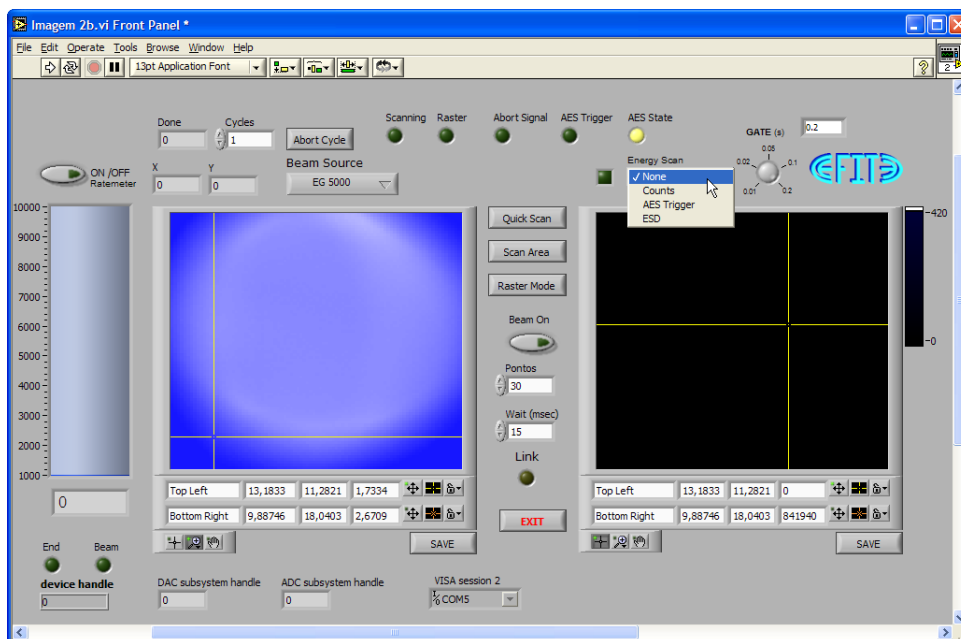 Imagem 2b.vi Front Panel *
File Edit Operate Tools Browse Window Help
13pt Application Font
?
2
Done Cycles
0 1
Abort Cycle
Scanning Raster Abort Signal AES Trigger AES State
GATE (s)
0.2
0.05
0.02 0.1
0.01 0.2
EFITE
ON /OFF
Ratemeter
X Y
0 0
Beam Source
EG 5000
Energy Scan
✓ None
Counts
AES Trigger
ESD
10000
9000
8000
7000
6000
5000
4000
3000
2000
1000
0
Quick Scan
Scan Area
Raster Mode
Beam On
Pontos
30
Wait (msec)
15
Link
EXIT
420
0
Top Left 13,1833 11,2821 1,7334
Bottom Right 9,88746 18,0403 2,6709
SAVE
Top Left 13,1833 11,2821 0
Bottom Right 9,88746 18,0403 841940
SAVE
End Beam
device handle
0
DAC subsystem handle
0
ADC subsystem handle
0
VISA session 2
I/O COM5